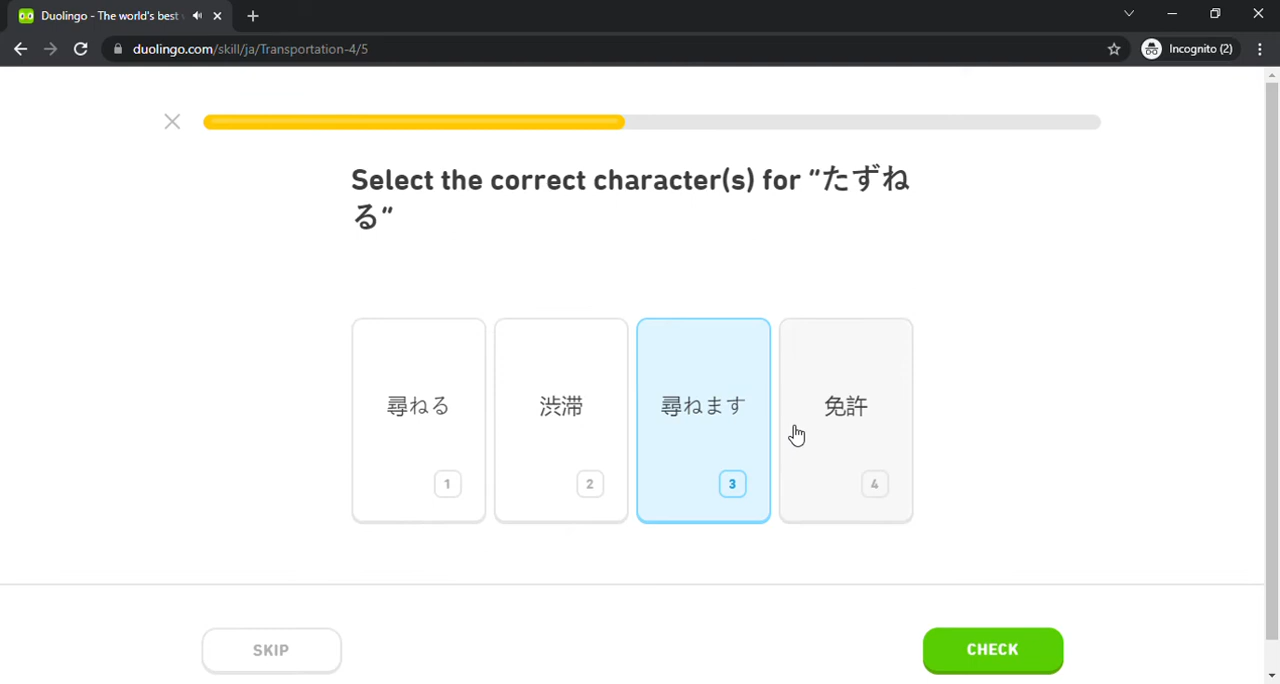 Duolingo - The world's best
duolingo.com/skill/ja/Transportation-4/5
Incognito (2)
Select the correct character(s) for "たずね
る"
尋ねる
1
渋滞
2
尋ねます
3
免許
4
SKIP
CHECK